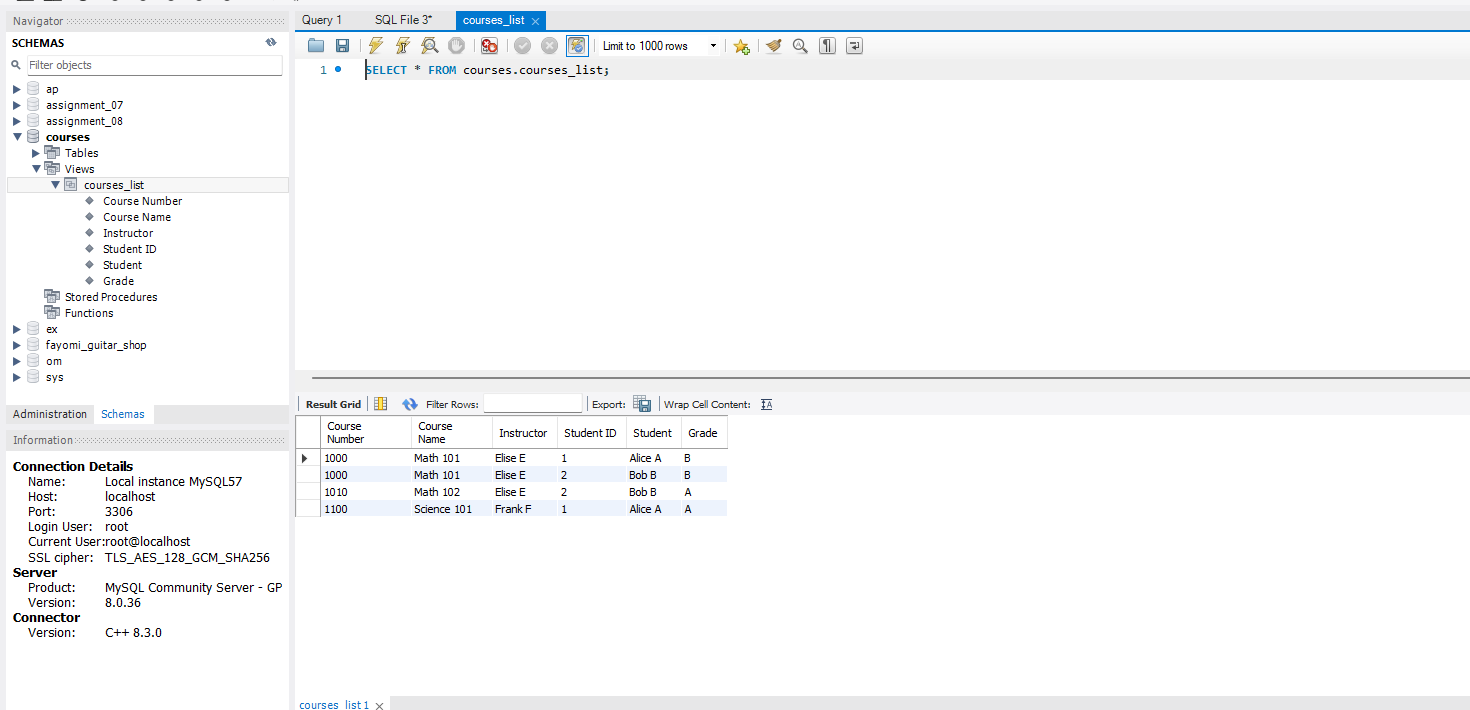 Navigator
SCHEMAS
Filter objects
ap
assignment_07
assignment_08
courses
Tables
Views
courses_list
Course Number
Course Name
Instructor
Student ID
Student
Grade
Stored Procedures
Functions
ex
fayomi_guitar_shop
om
sys
Administration Schemas
Information
Connection Details
Name: Local instance MySQL57
Host: localhost
Port: 3306
Login User: root
Current User:root@localhost
SSL cipher: TLS_AES_128_GCM_SHA256
Server
Product: MySQL Community Server - GP
Version: 8.0.36
Connector
Version: C++ 8.3.0
Query 1 SQL File 3* courses_list
Limit to 1000 rows
1 SELECT * FROM courses.courses_list;
Result Grid Filter Rows: Export: Wrap Cell Content:
Course Number Course Name Instructor Student ID Student Grade
1000 Math 101 Elise E 1 Alice A B
1000 Math 101 Elise E 2 Bob B B
1010 Math 102 Elise E 2 Bob B A
1100 Science 101 Frank F 1 Alice A A
courses_list 1